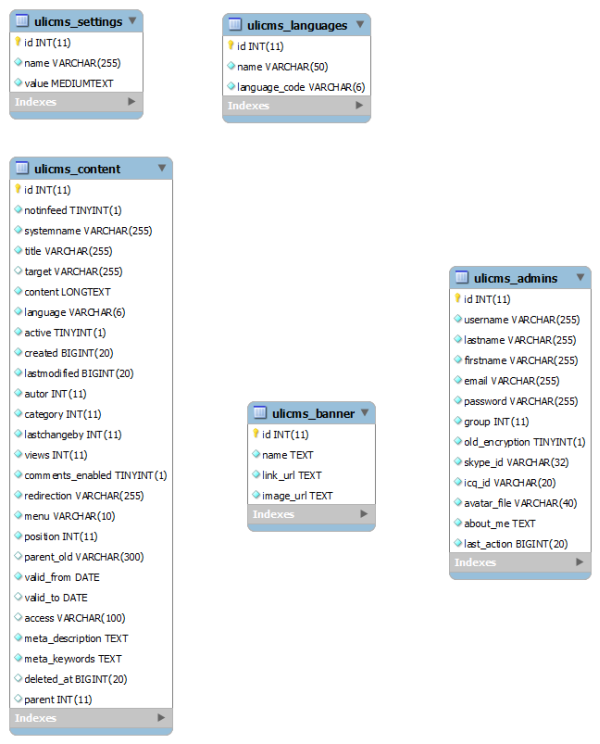 ulicms_settings
id INT(11)
name VARCHAR(255)
value MEDIUMTEXT
Indexes
ulicms_languages
id INT(11)
name VARCHAR(50)
language_code VARCHAR(6)
Indexes
ulicms_content
id INT(11)
notinfeed TINYINT(1)
systemname VARCHAR(255)
title VARCHAR(255)
target VARCHAR(255)
content LONGTEXT
language VARCHAR(6)
active TINYINT(1)
created BIGINT(20)
lastmodified BIGINT(20)
autor INT(11)
category INT(11)
lastchangeby INT(11)
views INT(11)
comments_enabled TINYINT(1)
redirection VARCHAR(255)
menu VARCHAR(10)
position INT(11)
parent_old VARCHAR(300)
valid_from DATE
valid_to DATE
access VARCHAR(100)
meta_description TEXT
meta_keywords TEXT
deleted_at BIGINT(20)
parent INT(11)
Indexes
ulicms_banner
id INT(11)
name TEXT
link_url TEXT
image_url TEXT
Indexes
ulicms_admins
id INT(11)
username VARCHAR(255)
lastname VARCHAR(255)
firstname VARCHAR(255)
email VARCHAR(255)
password VARCHAR(255)
group INT(11)
old_encryption TINYINT(1)
skype_id VARCHAR(32)
icq_id VARCHAR(20)
avatar_file VARCHAR(40)
about_me TEXT
last_action BIGINT(20)
Indexes